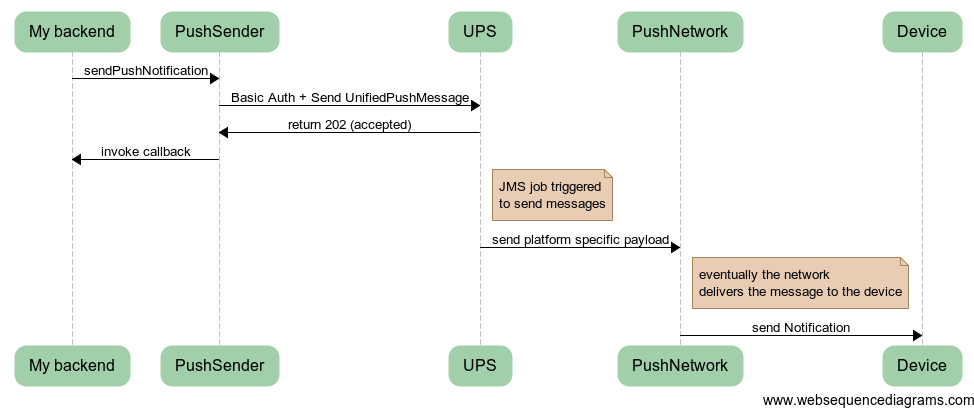 My backend
PushSender
UPS
PushNetwork
Device
sendPushNotification
Basic Auth + Send UnifiedPushMessage
return 202 (accepted)
invoke callback
JMS job triggered
to send messages
send platform specific payload
eventually the network
delivers the message to the device
send Notification
My backend
PushSender
UPS
PushNetwork
Device
www.websequencediagrams.com